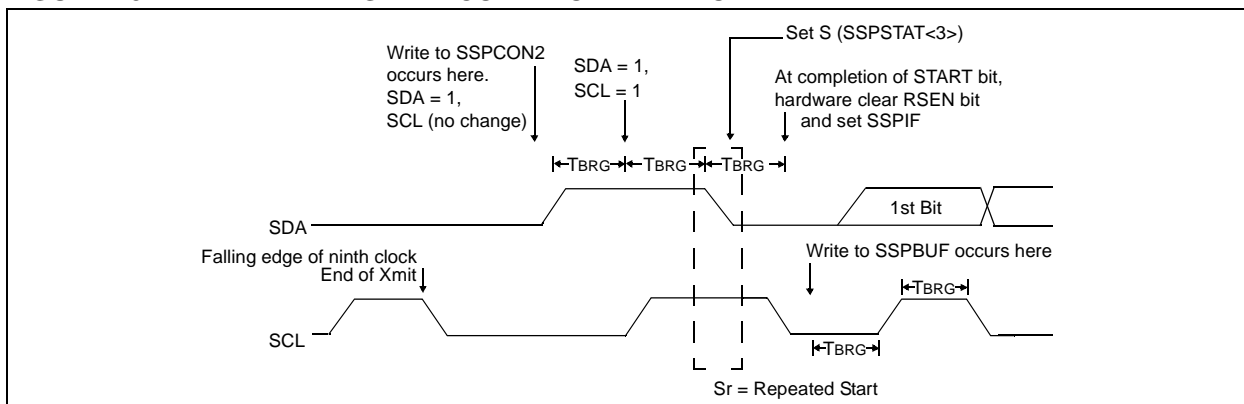 Set S (SSPSTAT<3>)
Write to SSPCON2
occurs here.
SDA = 1,
SCL (no change)
SDA = 1,
SCL = 1
At completion of START bit,
hardware clear RSEN bit
and set SSPIF
TBRG
TBRG
TBRG
SDA
1st Bit
Falling edge of ninth clock
End of Xmit
Write to SSPBUF occurs here
TBRG
SCL
TBRG
Sr = Repeated Start